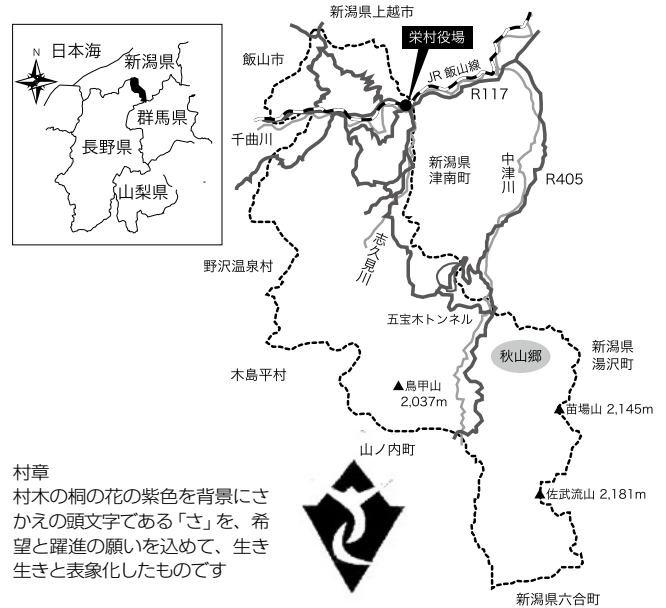 新潟県上越市
栄村役場
N
日本海
新潟県
飯山市
JR 飯山線
R117
群馬県
千曲川
長野県
新潟県
津南町
中津川
R405
山梨県
志久見川
野沢温泉村
五宝木トンネル
秋山郷
新潟県
湯沢町
木島平村
▲鳥甲山
2,037m
▲苗場山 2,145m
山ノ内町
村章
村木の桐の花の紫色を背景にさ
かえの頭文字である「さ」を、希
望と躍進の願いを込めて、生き
生きと表象化したものです
▲佐武流山 2,181m
新潟県六合町